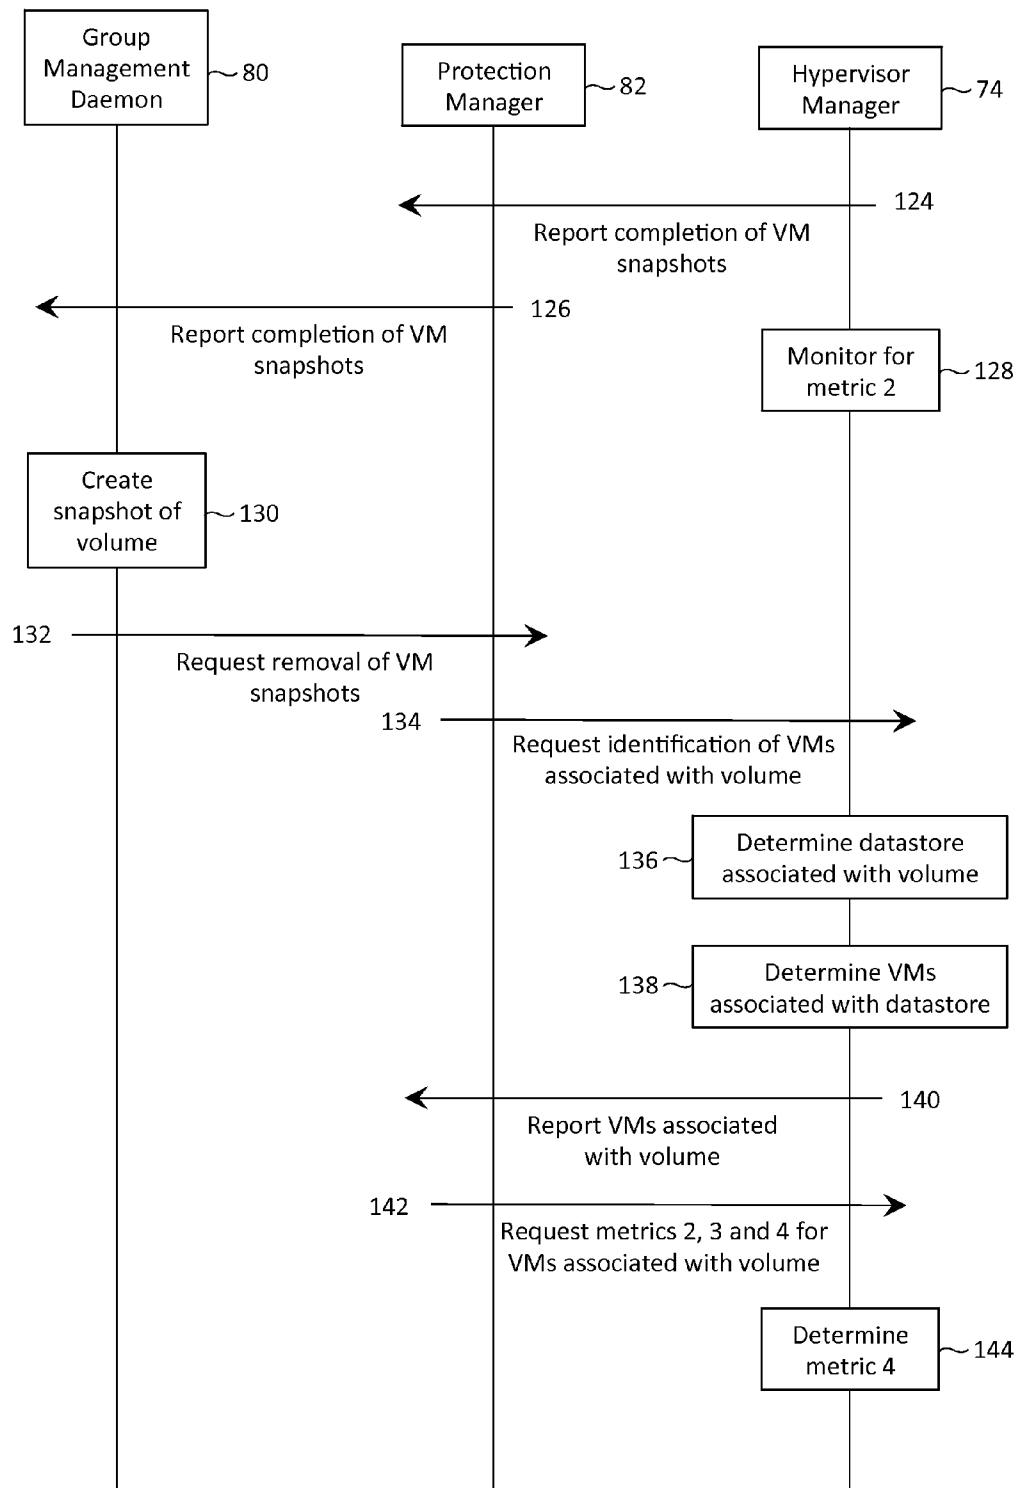 Group
Management
Daemon
80
Protection
Manager
82
Hypervisor
Manager
74
124
Report completion of VM
snapshots
126
Report completion of VM
snapshots
Monitor for
metric 2
128
Create
snapshot of
volume
130
132
Request removal of VM
snapshots
134
Request identification of VMs
associated with volume
136
Determine datastore
associated with volume
138
Determine VMs
associated with datastore
140
Report VMs associated
with volume
142
Request metrics 2, 3 and 4 for
VMs associated with volume
Determine
metric 4
144